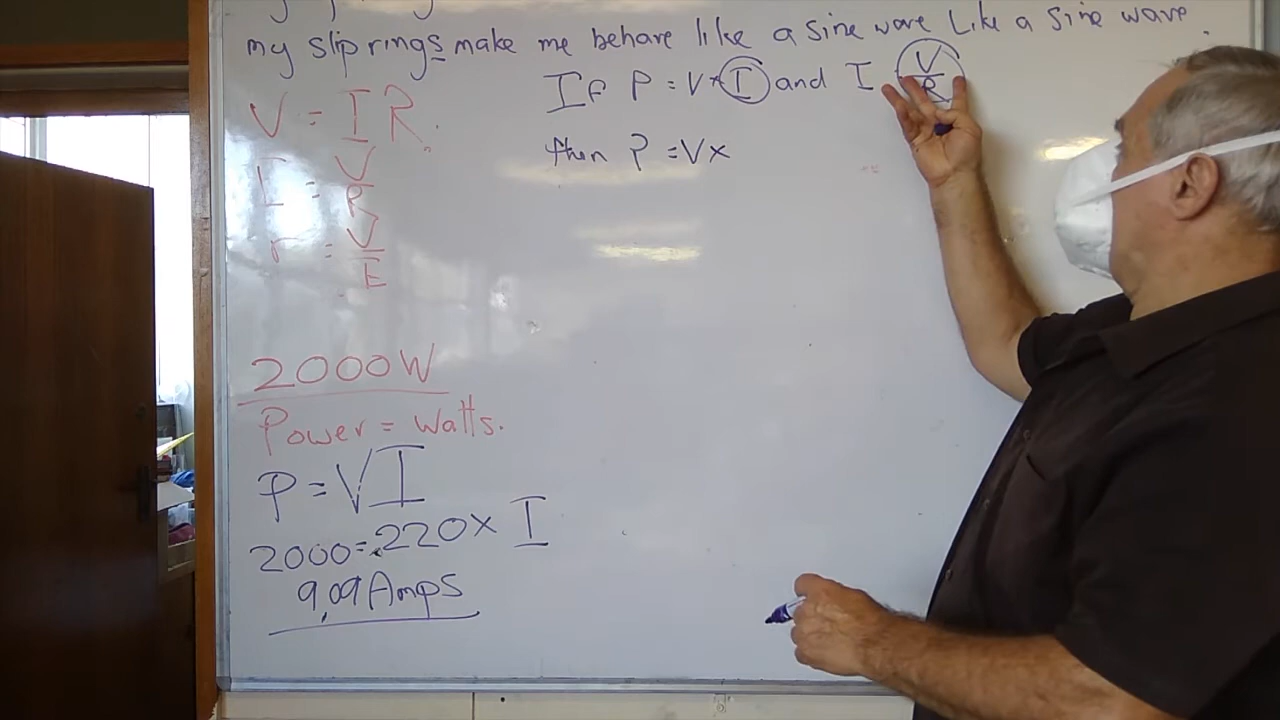 my slip rings make me behave like a sine wave Like a sine wave.
If P = V × I and I = V/R
then P = V ×
V = IR.
I = V/R
r = V/I
2000W
Power = Watts.
P = VI
2000 = 220 × I
9,09 Amps